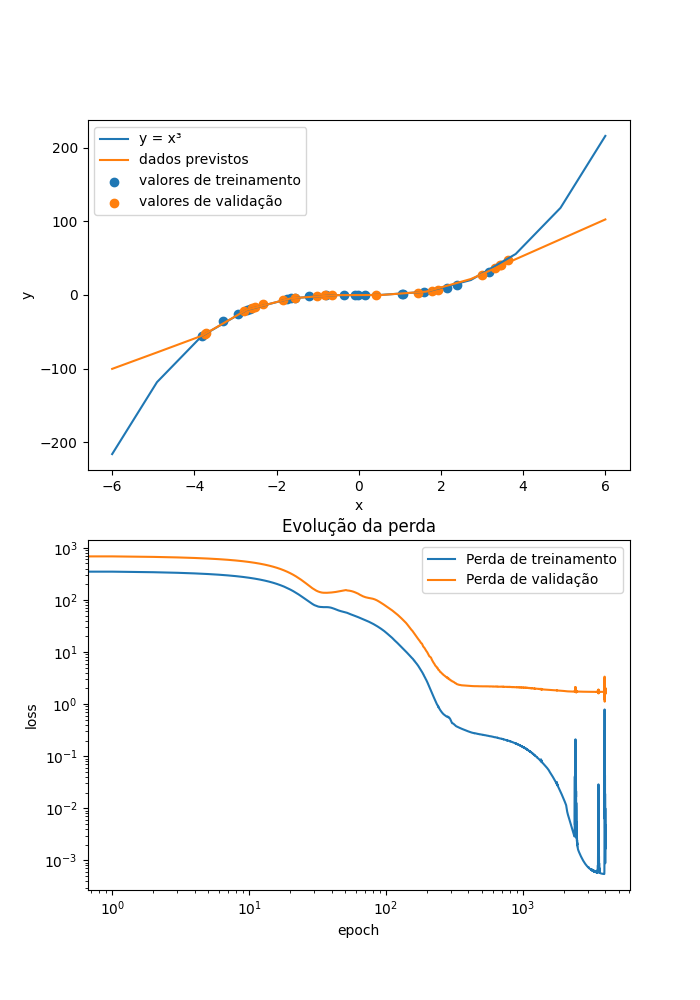 y = x³
dados previstos
valores de treinamento
valores de validação
200
100
0
−100
−200
y
−6
−4
−2
0
2
4
6
x
Evolução da perda
Perda de treinamento
Perda de validação
10³
10²
10¹
10⁰
10⁻¹
10⁻²
10⁻³
loss
10⁰
10¹
10²
10³
epoch